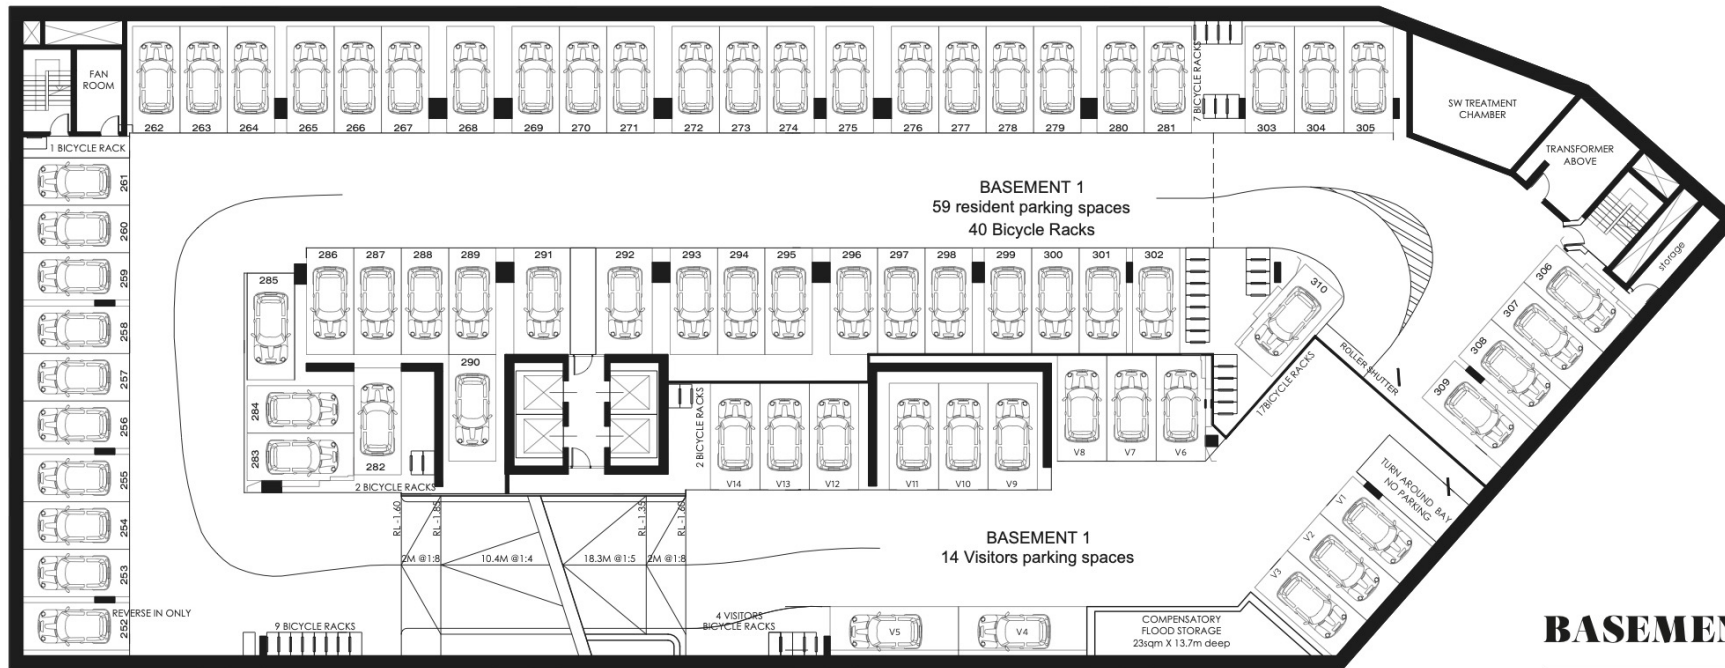 FAN
ROOM
262 263 264 265 266 267 268 269 270 271 272 273 274 275 276 277 278 279 280 281
7 BICYCLE RACKS
303 304 305
SW TREATMENT
CHAMBER
TRANSFORMER
ABOVE
storage
1 BICYCLE RACK
261
260
259
258
257
256
255
254
253
252
REVERSE IN ONLY
BASEMENT 1
59 resident parking spaces
40 Bicycle Racks
285
286 287 288 289 291 292 293 294 295 296 297 298 299 300 301 302
310
306
307
308
309
290
284
283
282
2 BICYCLE RACKS
2 BICYCLE RACKS
V14 V13 V12 V11 V10 V9
V8 V7 V6
17BICYCLE RACKS
ROLLER SHUTTER
TURN AROUND BAY
NO PARKING
V1
V2
V3
RL -1.60
RL -1.85
RL -1.35
RL -1.60
2M @1:8
10.4M @1:4
18.3M @1:5
2M @1:8
BASEMENT 1
14 Visitors parking spaces
9 BICYCLE RACKS
4 VISITORS
BICYCLE RACKS
V5 V4
COMPENSATORY
FLOOD STORAGE
23sqm X 13.7m deep
BASEMEN